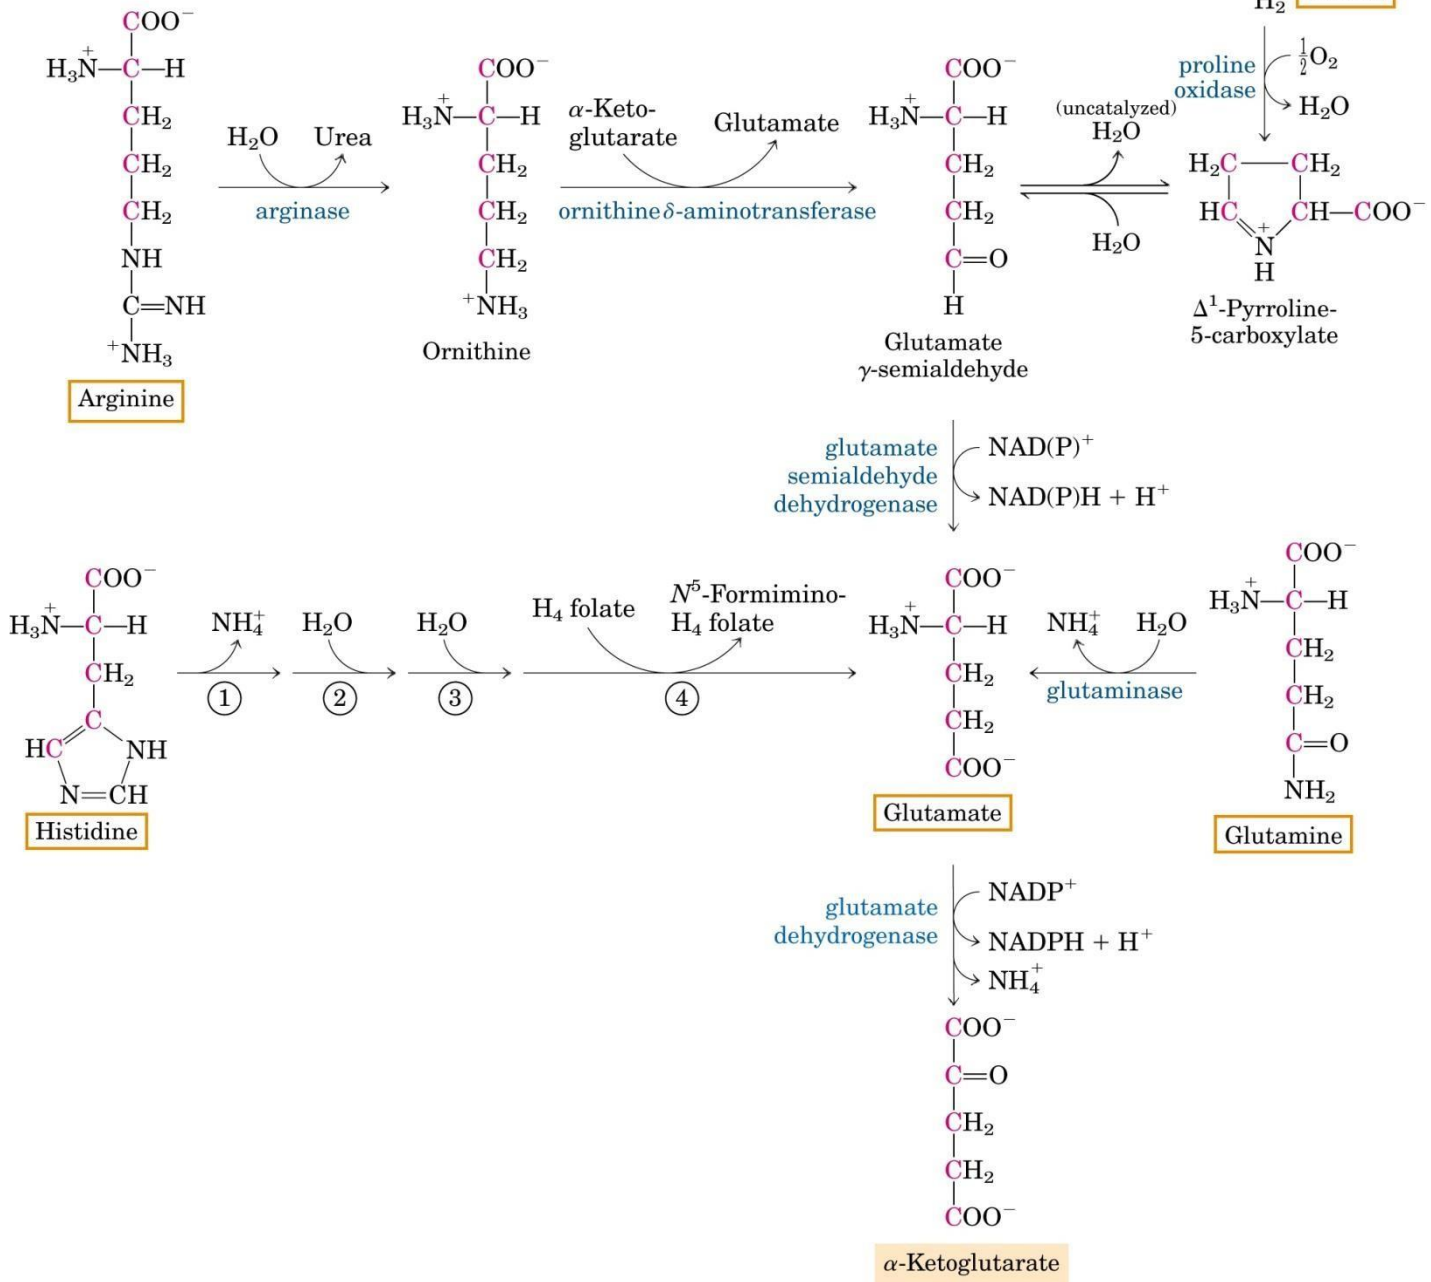 H₂
COO⁻
H₃N⁺—C—H
CH₂
CH₂
CH₂
NH
C=NH
⁺NH₃
Arginine
H₂O
Urea
arginase
COO⁻
H₃N⁺—C—H
CH₂
CH₂
CH₂
⁺NH₃
Ornithine
α-Keto-
glutarate
Glutamate
ornithine δ-aminotransferase
COO⁻
H₃N⁺—C—H
CH₂
CH₂
C=O
H
Glutamate
γ-semialdehyde
(uncatalyzed)
H₂O
H₂O
proline
oxidase
½O₂
H₂O
H₂C—CH₂
HC CH—COO⁻
N⁺
H
Δ¹-Pyrroline-
5-carboxylate
glutamate
semialdehyde
dehydrogenase
NAD(P)⁺
NAD(P)H + H⁺
COO⁻
H₃N⁺—C—H
CH₂
C
HC NH
N=CH
Histidine
NH₄⁺
1
H₂O
2
H₂O
3
H₄ folate
N⁵-Formimino-
H₄ folate
4
COO⁻
H₃N⁺—C—H
CH₂
CH₂
COO⁻
Glutamate
NH₄⁺
H₂O
glutaminase
COO⁻
H₃N⁺—C—H
CH₂
CH₂
C=O
NH₂
Glutamine
glutamate
dehydrogenase
NADP⁺
NADPH + H⁺
NH₄⁺
COO⁻
C=O
CH₂
CH₂
COO⁻
α-Ketoglutarate